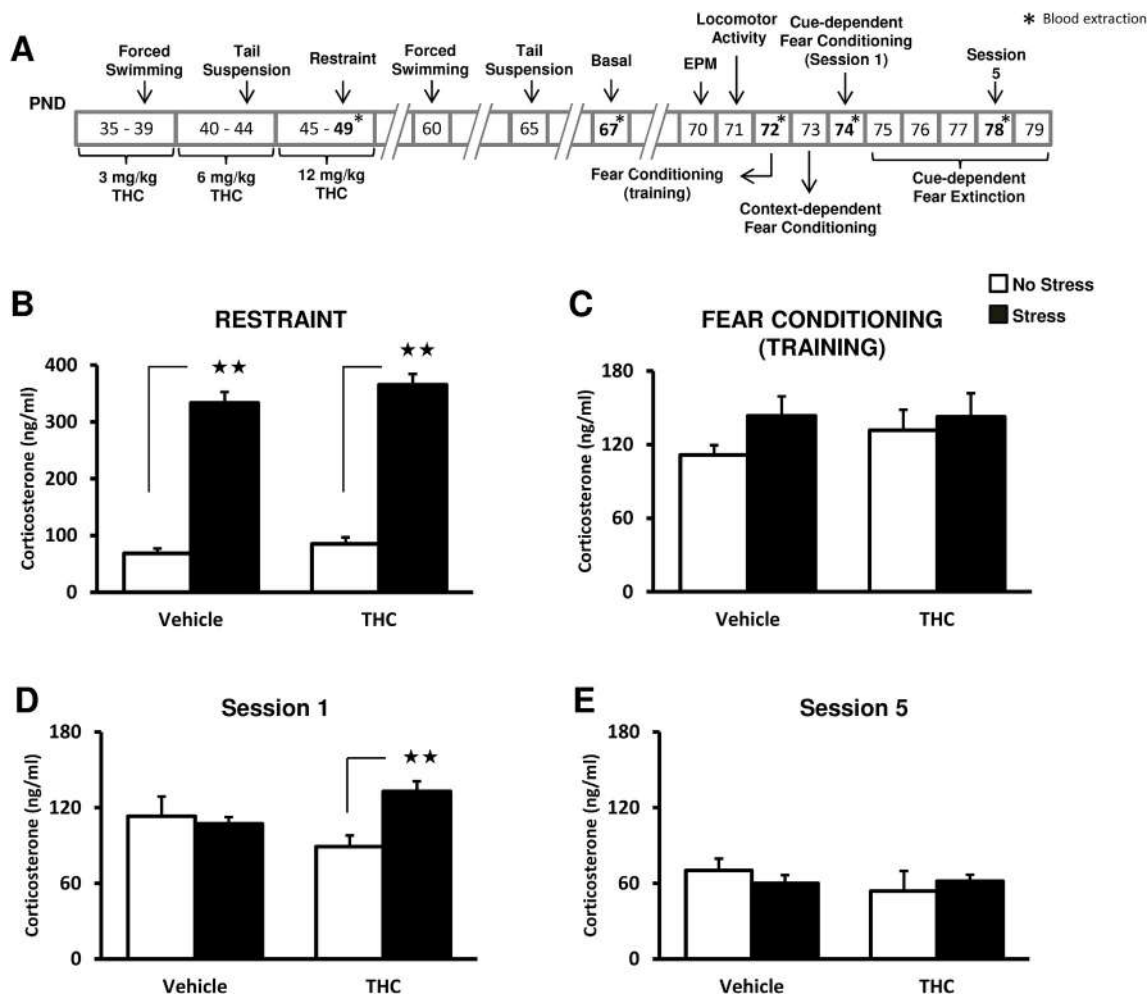 * Blood extraction
A
Forced
Swimming
Tail
Suspension
Restraint
Forced
Swimming
Tail
Suspension
Basal
EPM
Locomotor
Activity
Cue-dependent
Fear Conditioning
(Session 1)
Session
5
PND
35 - 39 40 - 44 45 - 49* 60 65 67* 70 71 72* 73 74* 75 76 77 78* 79
3 mg/kg
THC
6 mg/kg
THC
12 mg/kg
THC
Fear Conditioning
(training)
Context-dependent
Fear Conditioning
Cue-dependent
Fear Extinction
No Stress
Stress
B
RESTRAINT
Corticosterone (ng/ml)
400
300
200
100
0
★★
★★
Vehicle THC
C
FEAR CONDITIONING
(TRAINING)
Corticosterone (ng/ml)
180
120
60
0
Vehicle THC
D
Session 1
Corticosterone (ng/ml)
180
120
60
0
★★
Vehicle THC
E
Session 5
Corticosterone (ng/ml)
180
120
60
0
Vehicle THC